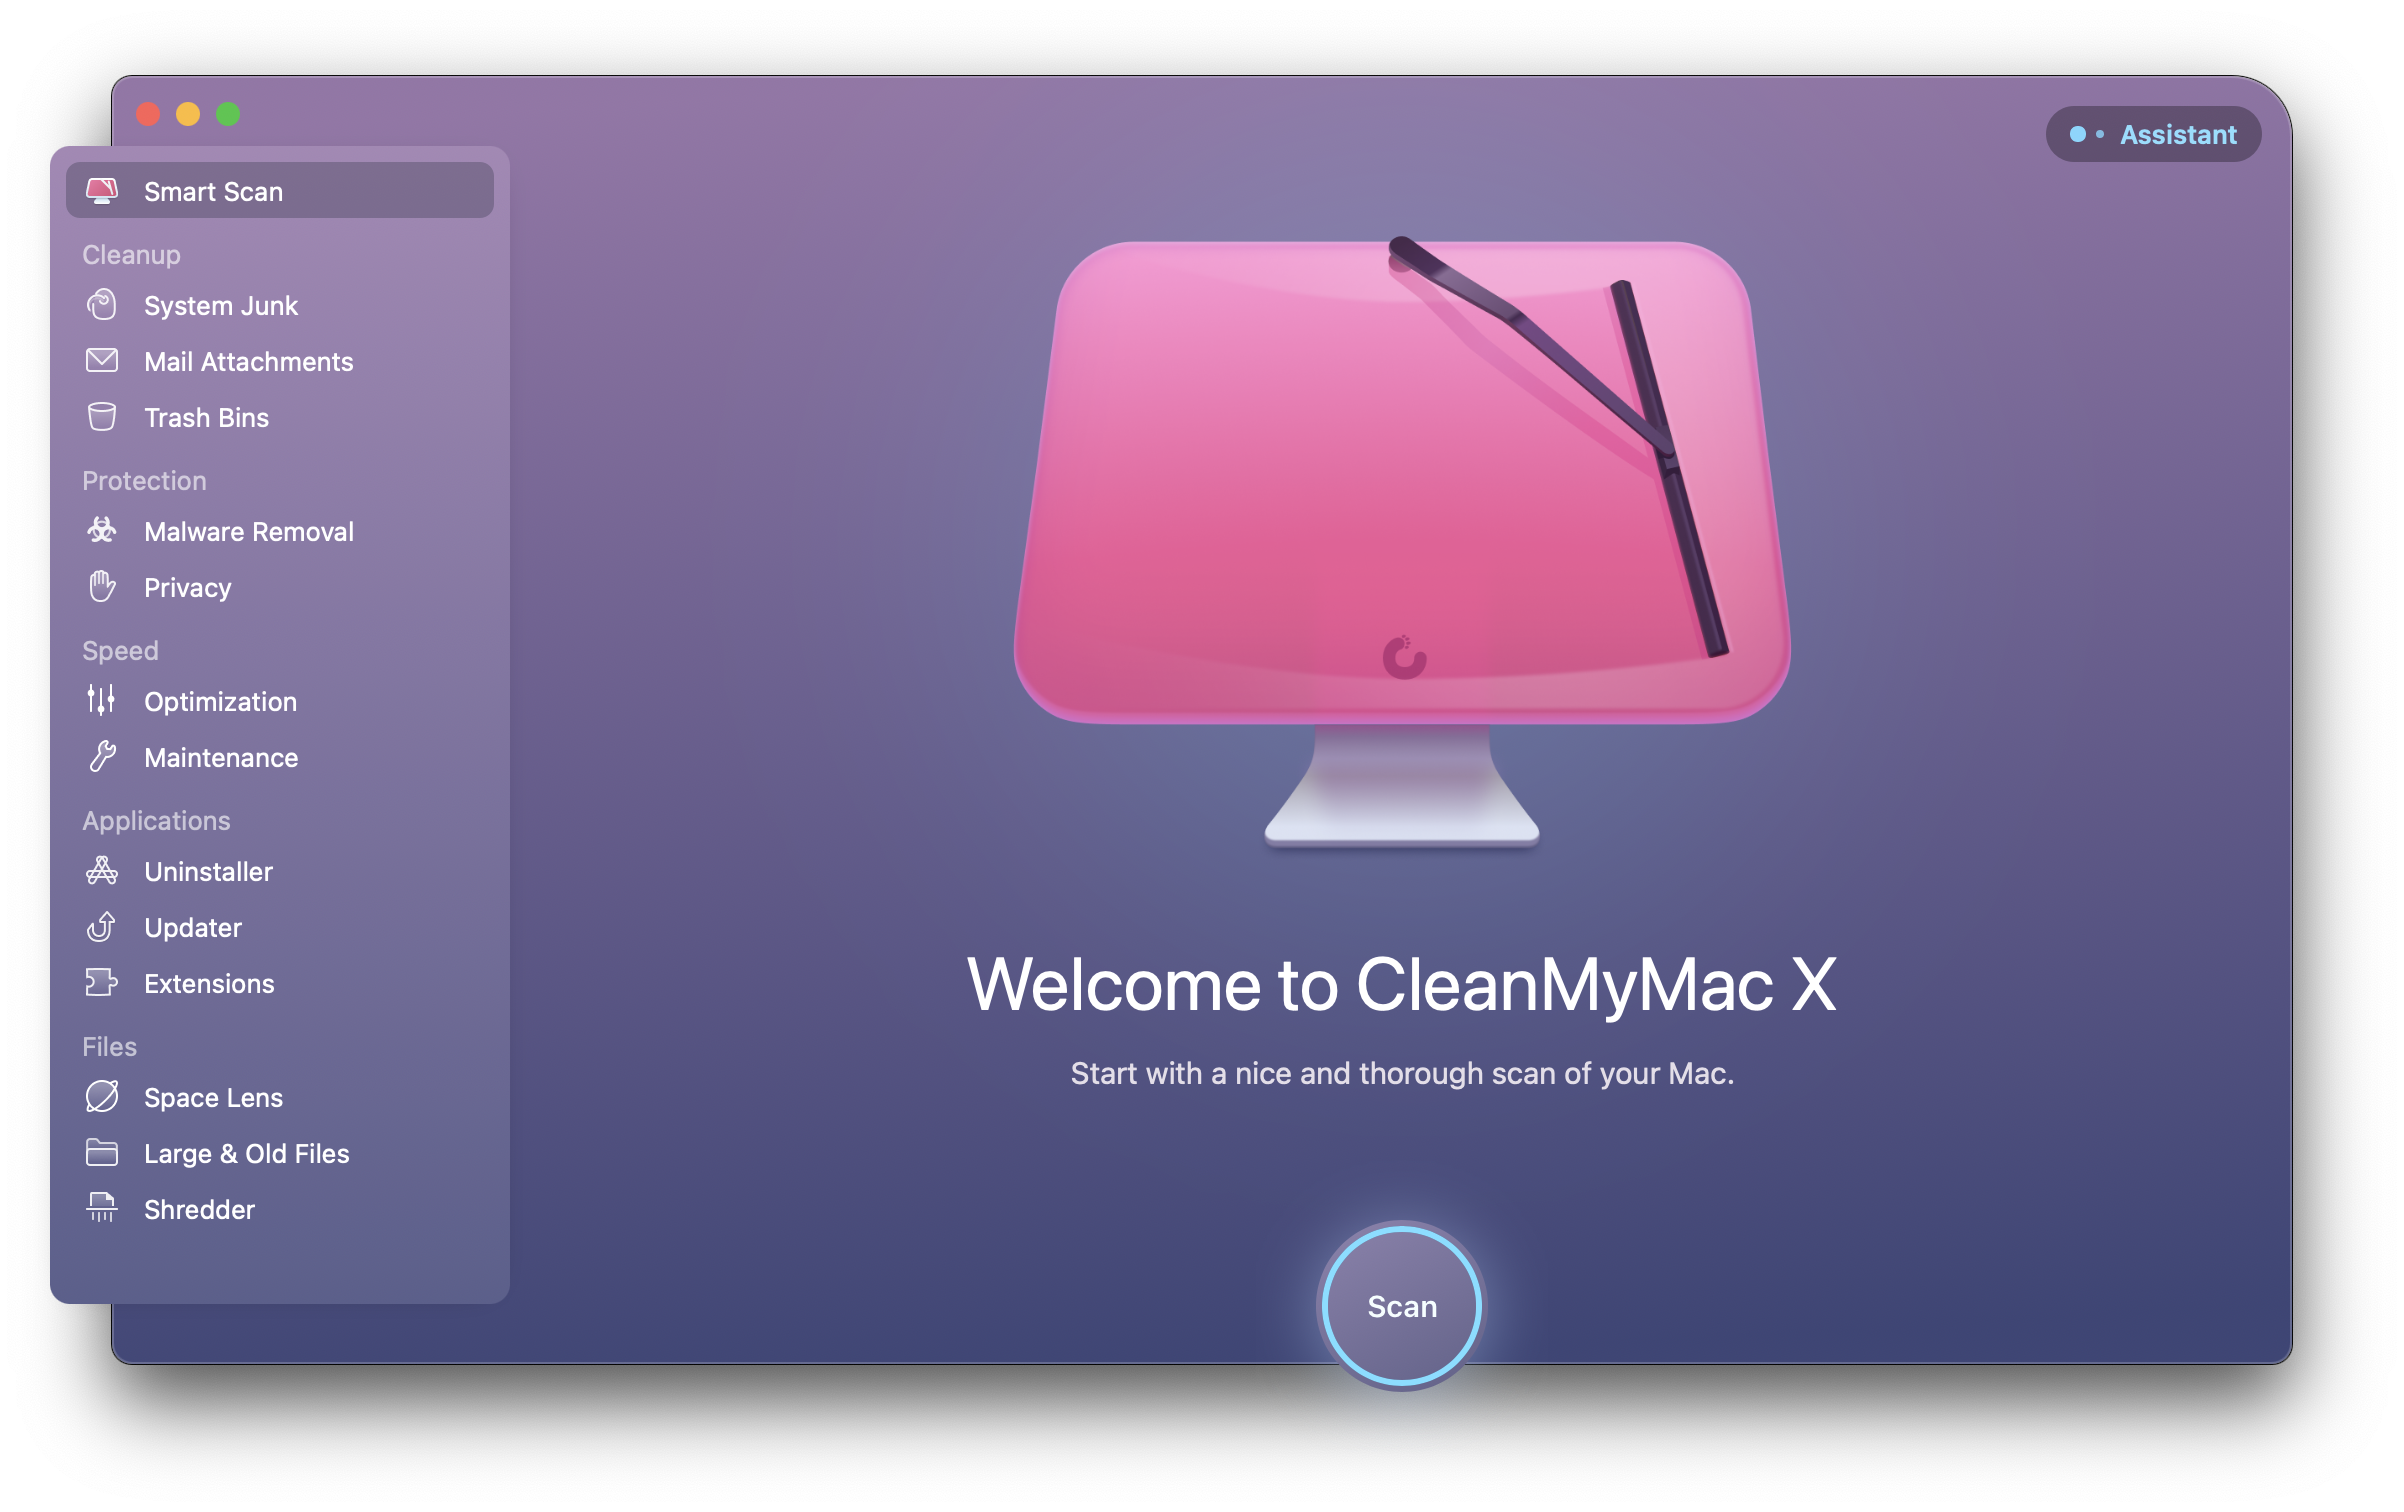 Assistant
Smart Scan
Cleanup
System Junk
Mail Attachments
Trash Bins
Protection
Malware Removal
Privacy
Speed
Optimization
Maintenance
Applications
Uninstaller
Updater
Extensions
Files
Space Lens
Large & Old Files
Shredder
Welcome to CleanMyMac X
Start with a nice and thorough scan of your Mac.
Scan